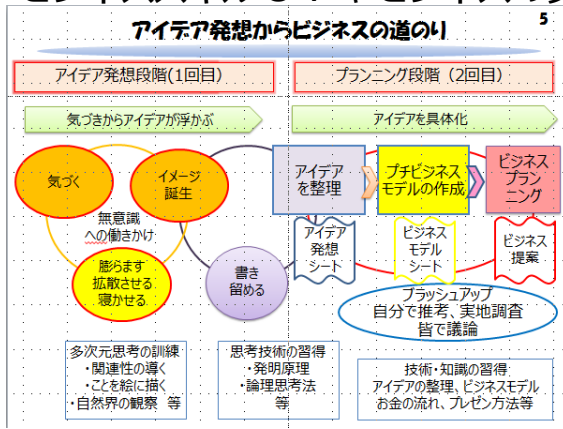 5
アイデア発想からビジネスの道のり
アイデア発想段階(1回目)
プランニング段階（2回目）
気づきからアイデアが浮かぶ
アイデアを具体化
気づく
イメージ
誕生
無意識
への働きかけ
膨らます
拡散させる
寝かせる
書き
留める
アイデア
を整理
プチビジネス
モデルの作成
ビジネス
プラン
ニング
アイデア
発想
シート
ビジネス
モデル
シート
ビジネス
提案
ブラッシュアップ
自分で推考、実地調査
皆で議論
多次元思考の訓練
・関連性の導く
・ことを絵に描く
・自然界の観察 等
思考技術の習得
・発明原理
・論理思考法
等
技術・知識の習得
アイデアの整理、ビジネスモデル
お金の流れ、プレゼン方法等